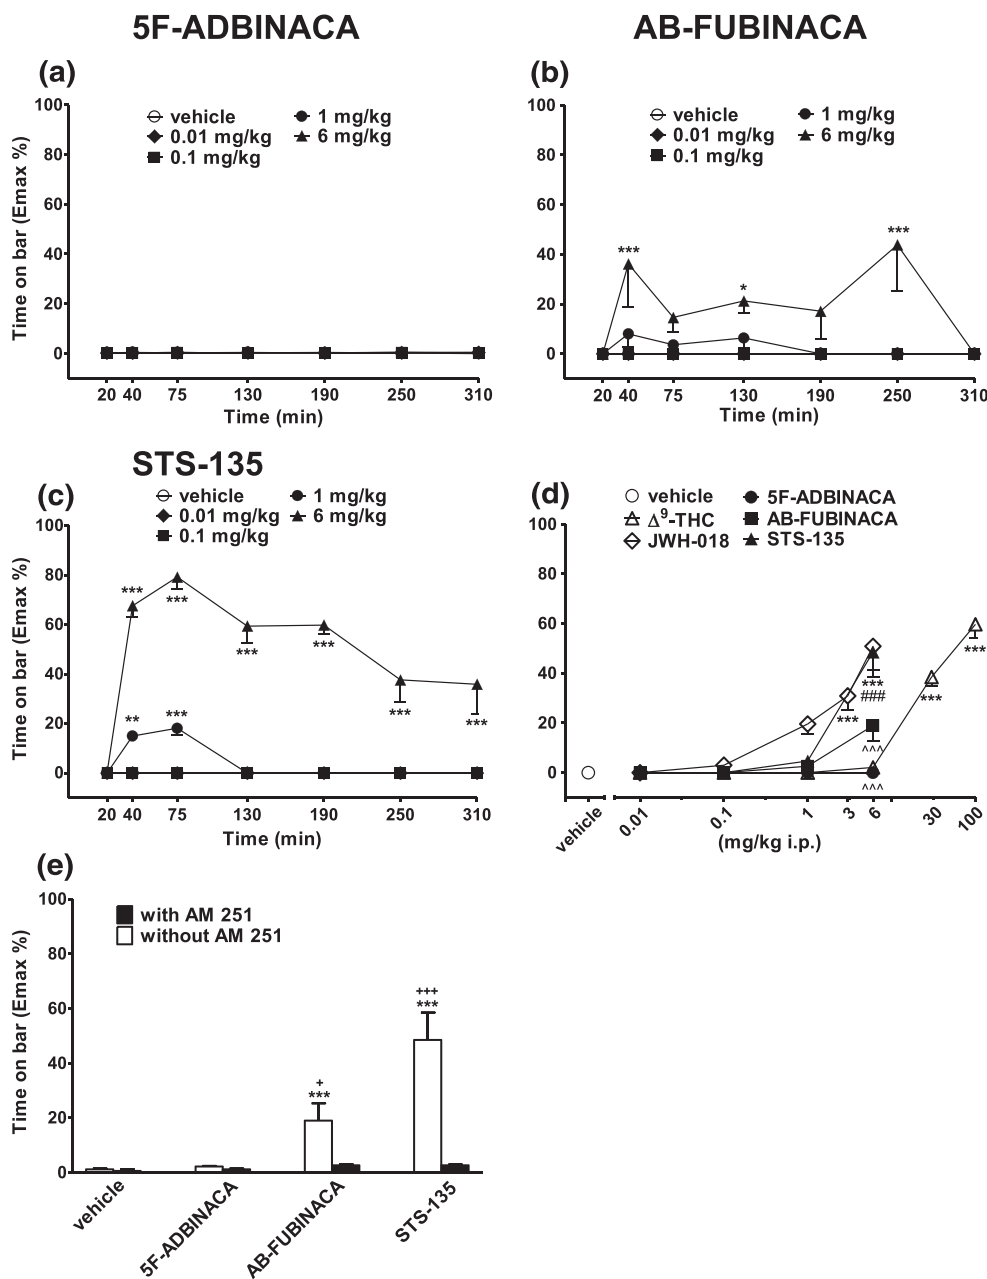 5F-ADBINACA
AB-FUBINACA
(a)
vehicle
1 mg/kg
0.01 mg/kg
6 mg/kg
0.1 mg/kg
Time on bar (Emax %)
100
80
60
40
20
0
20 40 75 130 190 250 310
Time (min)
(b)
vehicle
1 mg/kg
0.01 mg/kg
6 mg/kg
0.1 mg/kg
100
80
60
40
20
0
***
*
***
20 40 75 130 190 250 310
Time (min)
STS-135
(c)
vehicle
1 mg/kg
0.01 mg/kg
6 mg/kg
0.1 mg/kg
Time on bar (Emax %)
100
80
60
40
20
0
***
***
***
***
***
***
**
***
20 40 75 130 190 250 310
Time (min)
(d)
vehicle
5F-ADBINACA
Δ⁹-THC
AB-FUBINACA
JWH-018
STS-135
100
80
60
40
20
0
***
***
###
^^^
^^^
***
***
vehicle 0.01 0.1 1 3 6 30 100
(mg/kg i.p.)
(e)
with AM 251
without AM 251
Time on bar (Emax %)
100
80
60
40
20
0
+
***
+++
***
vehicle
5F-ADBINACA
AB-FUBINACA
STS-135